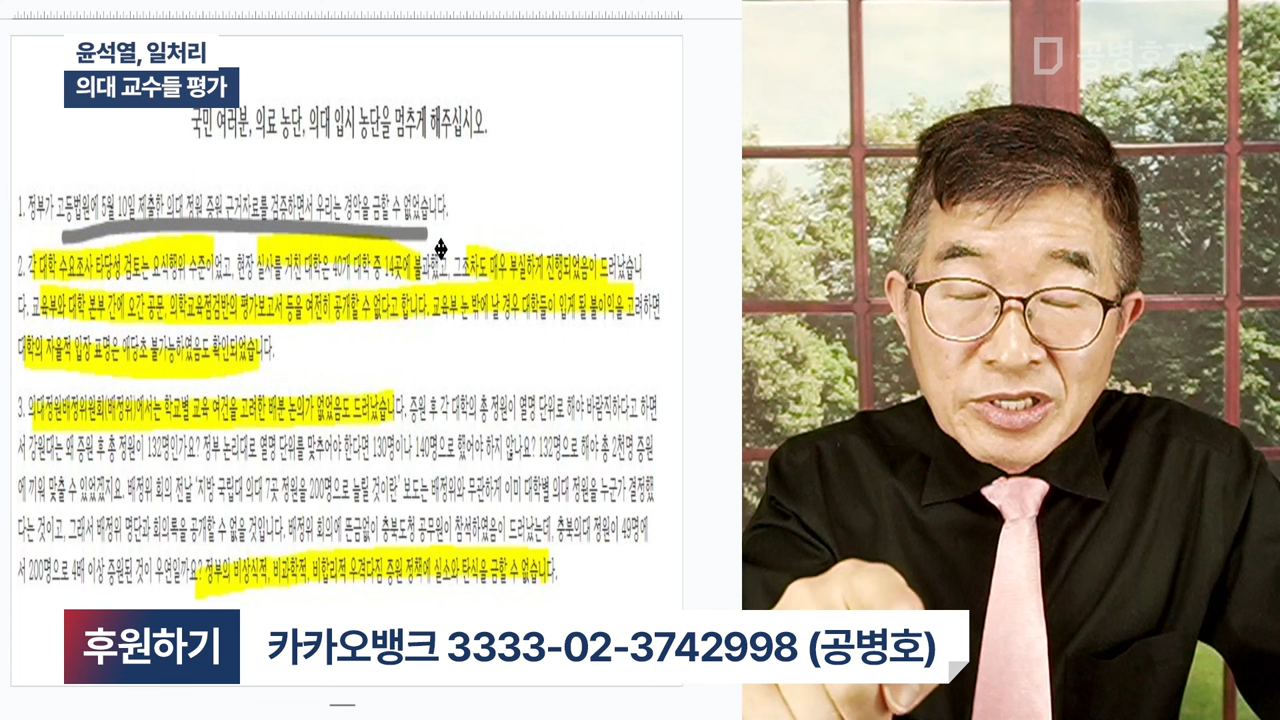 윤석열, 일처리
의대 교수들 평가
공병호TV
국민 여러분, 의료 농단, 의대 입시 농단을 멈추게 해주십시오.
1. 정부가 고등법원에 5월 10일 제출한 의대 정원 증원 근거자료를 검증하면서 우리는 경악을 금할 수 없었습니다.
2. 각 대학 수요조사 타당성 검토는 요식행위 수준이었고, 현장 실사를 거친 대학은 40개 대학 중 14곳에 불과했고, 그조차도 매우 부실하게 진행되었음이 드러났습니
다. 교육부와 대학 본부 간에 오간 공문, 의학교육점검반의 평가보고서 등을 여전히 공개할 수 없다고 합니다. 교육부 문 밖에 날 경우 대학들이 입게 될 불이익을 고려하면
대학의 자율적 입장 표명은 애당초 불가능하였음도 확인되었습니다.
3. 의대정원배정위원회(배정위)에서는 학교별 교육 여건을 고려한 배분 논의가 없었음도 드러났습니다. 증원 후 각 대학의 총 정원이 열명 단위로 해야 바람직하다고 하면
서 강원대는 왜 증원 후 총 정원이 132명인가요? 정부 논리대로 열명 단위를 맞추어야 한다면 130명이나 140명으로 했어야 하지 않나요? 132명으로 해야 총 2천명 증원
에 끼워 맞출 수 있었겠지요. 배정위 회의 전날 '지방 국립대 의대 7곳 정원을 200명으로 늘릴 것이란' 보도는 배정위와 무관하게 이미 대학별 의대 정원을 누군가 결정했
다는 것이고, 그래서 배정위 명단과 회의록을 공개할 수 없을 것입니다. 배정위 회의에 뜬금없이 충북도청 공무원이 참석하였음이 드러났는데, 충북의대 정원이 49명에
서 200명으로 4배 이상 증원된 것이 우연일까요? 정부의 비상식적, 비과학적, 비합리적 우격다짐 증원 정책에 실소와 탄식을 금할 수 없습니다.
후원하기
카카오뱅크 3333-02-3742998 (공병호)